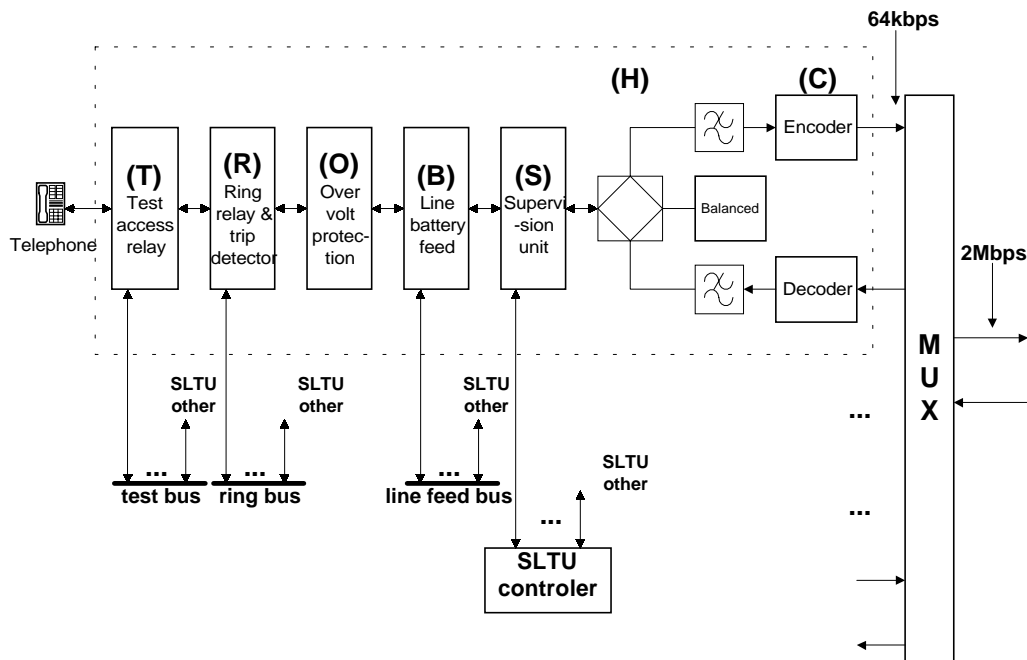 64kbps
(H)
(C)
Encoder
(T)
Test
access
relay
(R)
Ring
relay &
trip
detector
(O)
Over
volt
protec-
tion
(B)
Line
battery
feed
(S)
Supervi
-sion
unit
Balanced
Telephone
Decoder
2Mbps
M
U
X
SLTU
other
SLTU
other
SLTU
other
SLTU
other
...
...
...
...
...
...
test bus
ring bus
line feed bus
SLTU
controler